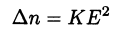 Δn = KE²